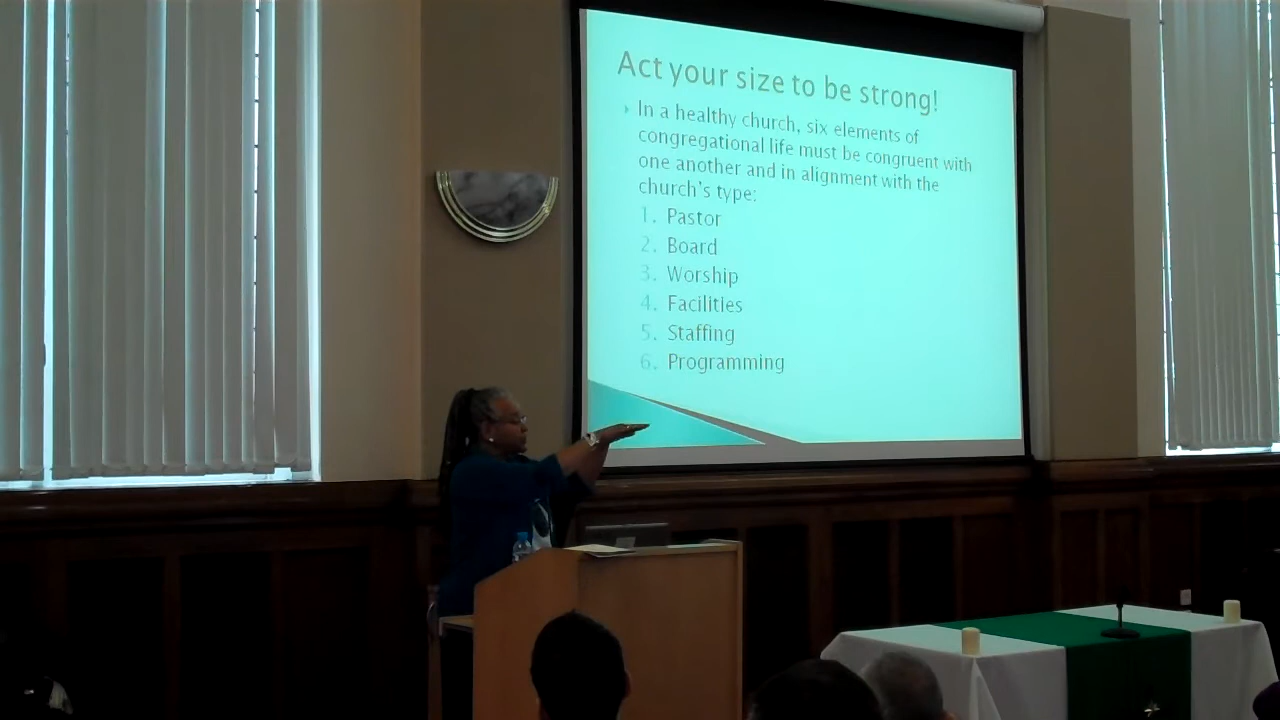 Act your size to be strong!
In a healthy church, six elements of
congregational life must be congruent with
one another and in alignment with the
church's type:
1. Pastor
2. Board
3. Worship
4. Facilities
5. Staffing
6. Programming